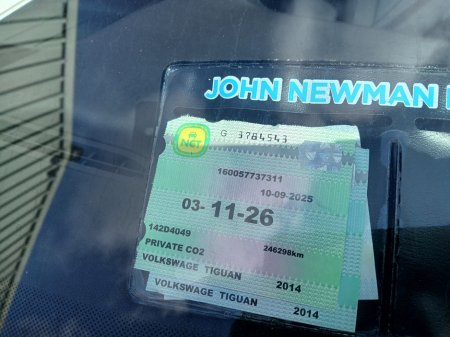 JOHN NEWMAN
NCT
G 3784543
160057737311
10-09-2025
03- 11-26
142D4049
PRIVATE CO2
246298km
VOLKSWAGE TIGUAN 2014
VOLKSWAGE TIGUAN 2014